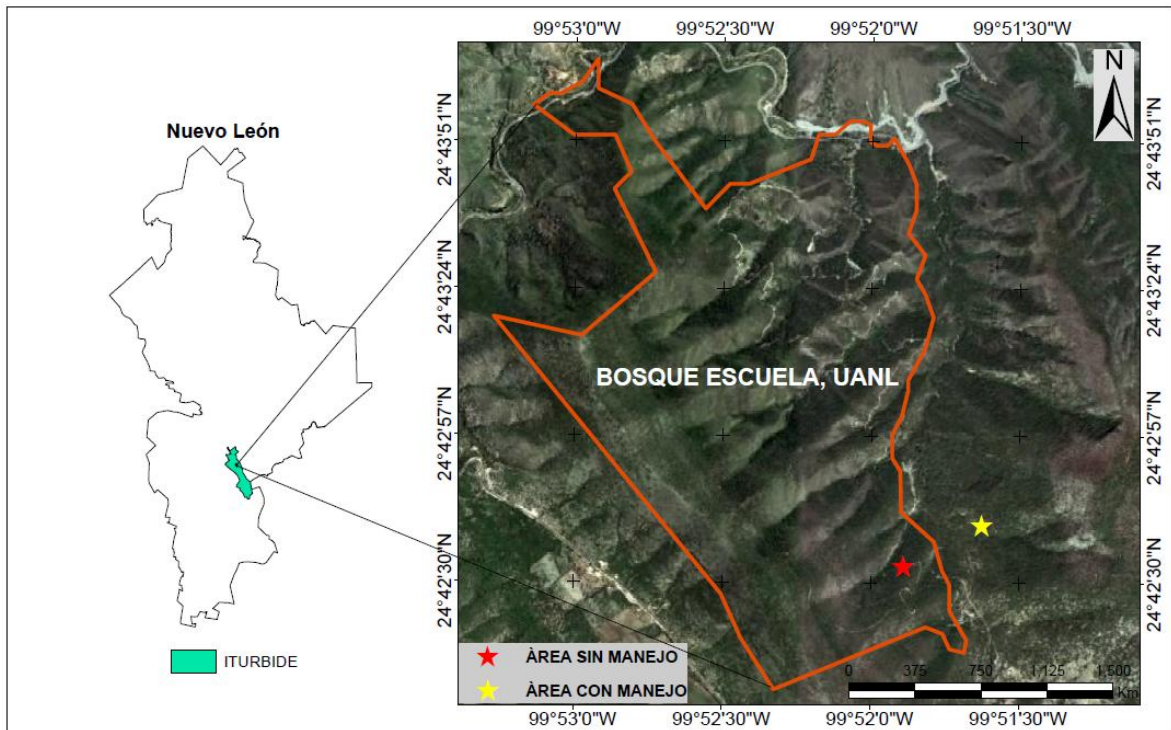 99°53'0"W 99°52'30"W 99°52'0"W 99°51'30"W
N
Nuevo León
24°43'51"N
24°43'51"N
24°43'24"N
24°43'24"N
BOSQUE ESCUELA, UANL
24°42'57"N
24°42'57"N
24°42'30"N
24°42'30"N
ITURBIDE
ÀREA SIN MANEJO
ÀREA CON MANEJO
0 375 750 1,125 1,500
Km
99°53'0"W 99°52'30"W 99°52'0"W 99°51'30"W